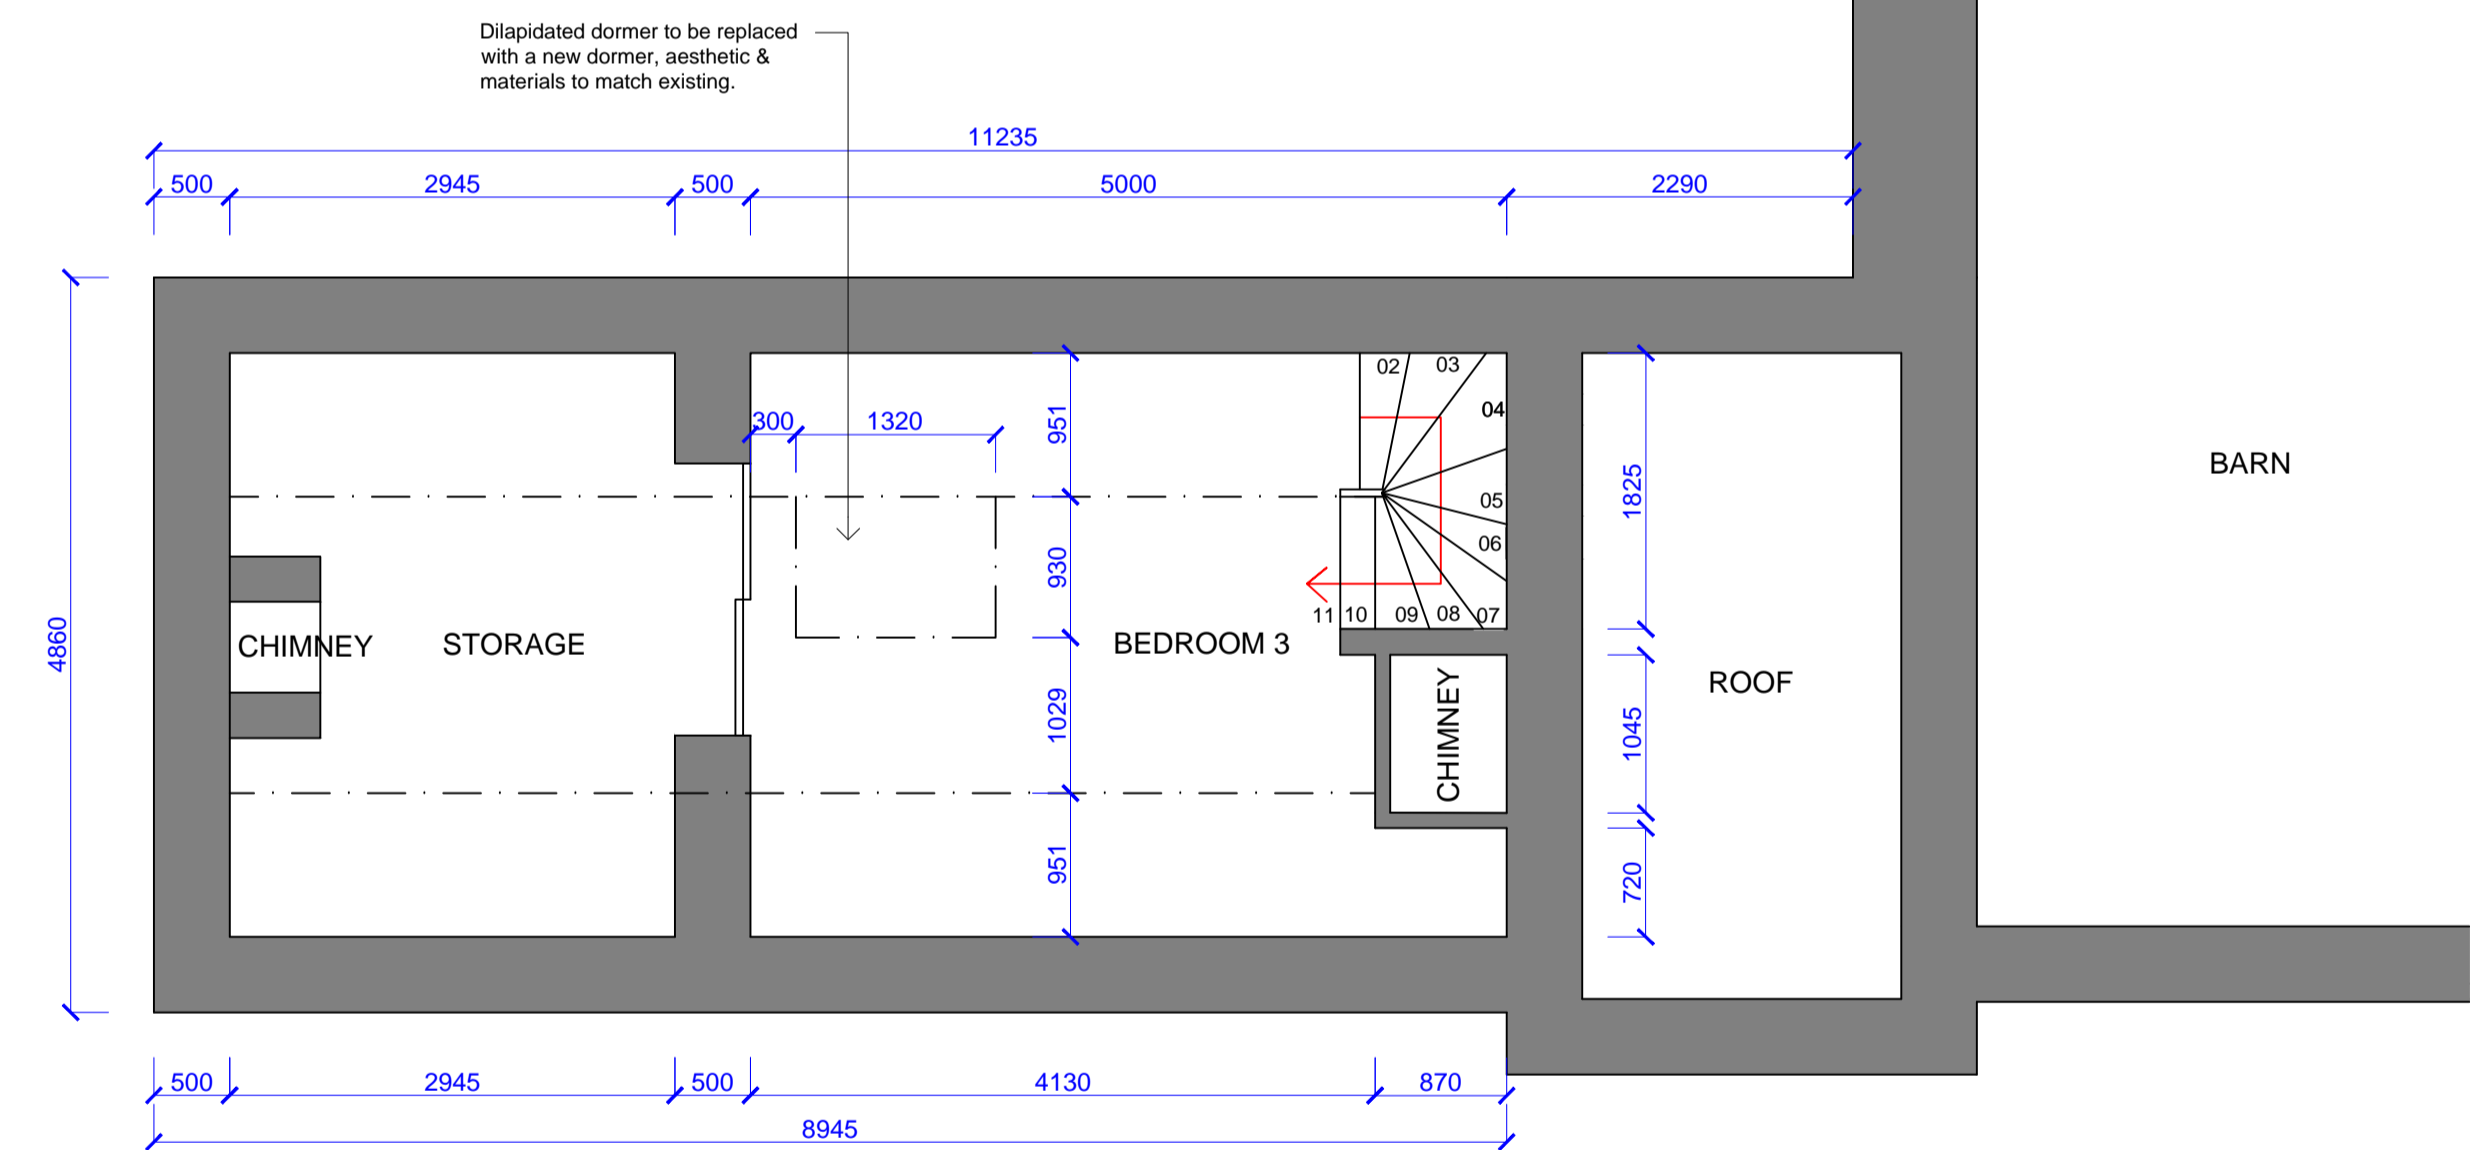 Dilapidated dormer to be replaced
with a new dormer, aesthetic &
materials to match existing.
11235
500 2945 500 5000 2290
02 03
04
05
06
07
08
09
10
11
300 1320
951
930
1029
951
1825
1045
720
4860
CHIMNEY STORAGE
BEDROOM 3
CHIMNEY
ROOF
BARN
500 2945 500 4130 870
8945